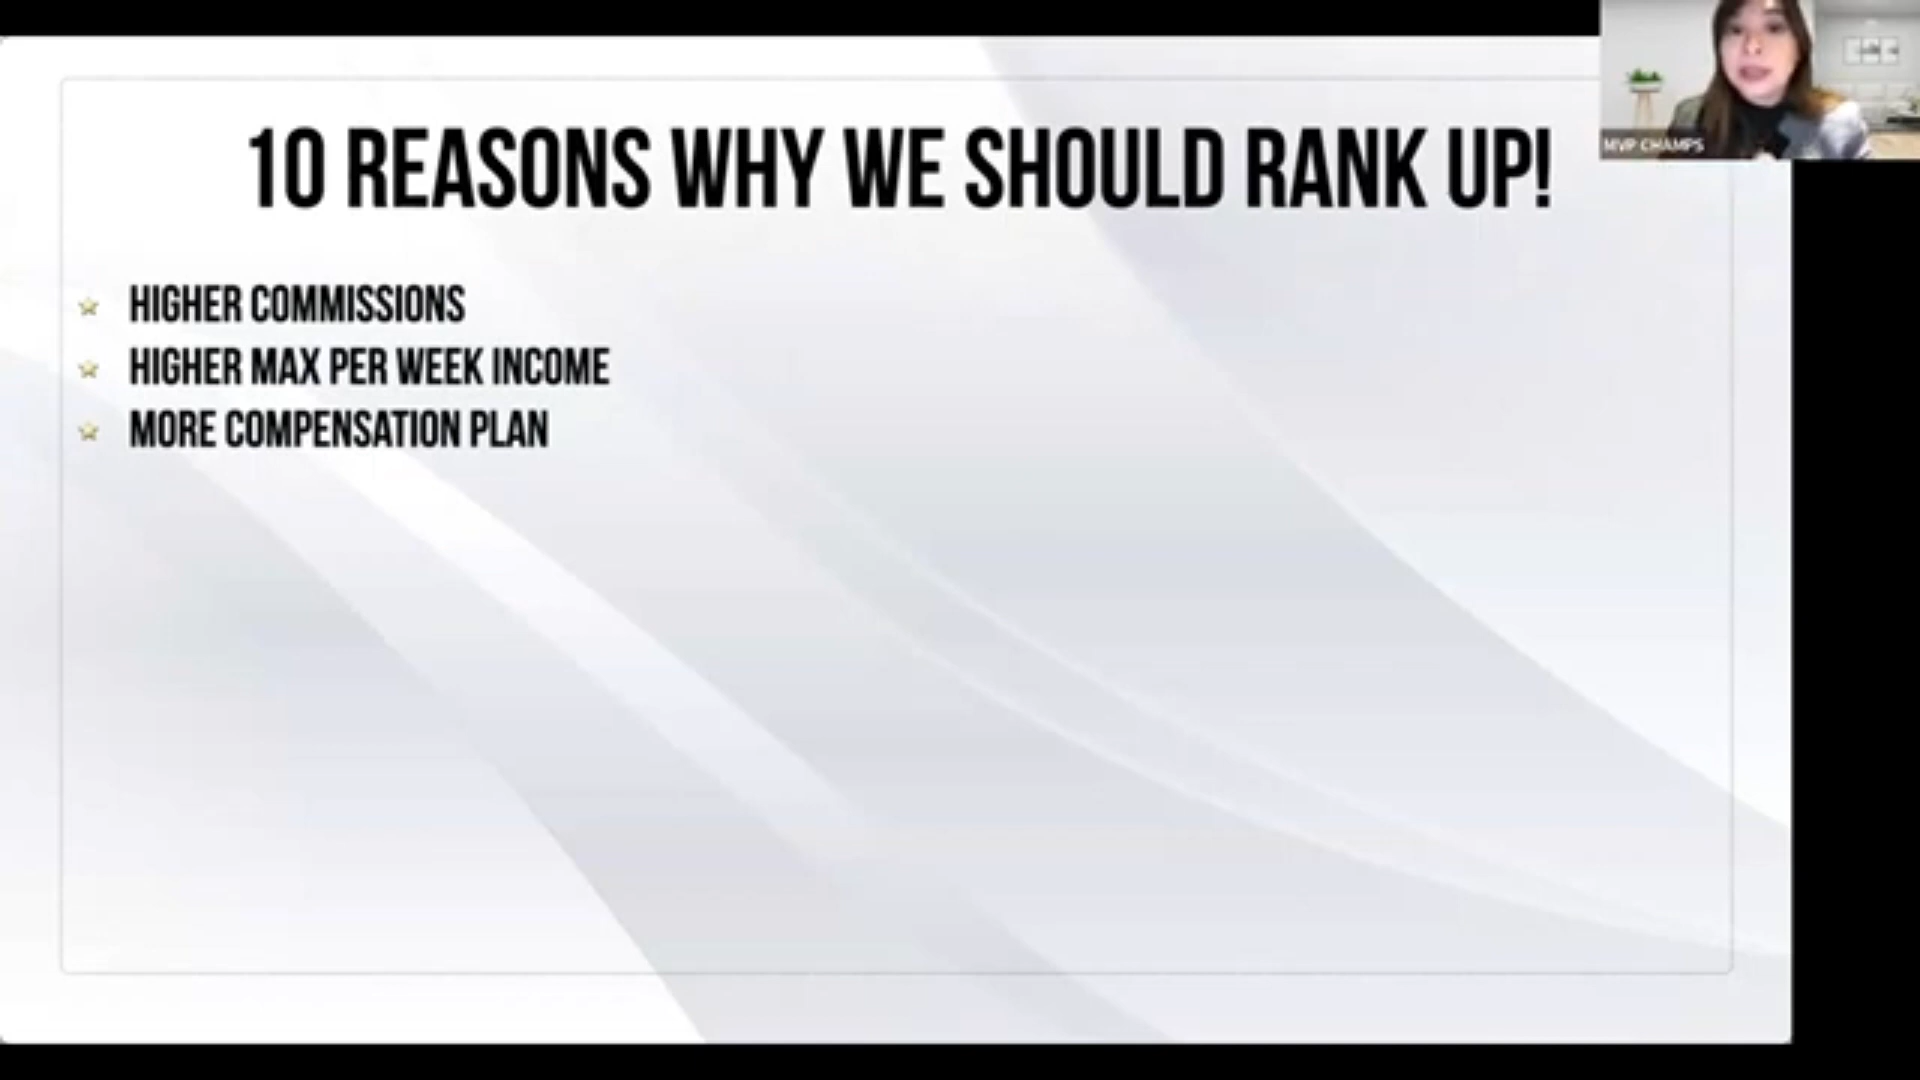 10 REASONS WHY WE SHOULD RANK UP!
MVP CHAMPS
HIGHER COMMISSIONS
HIGHER MAX PER WEEK INCOME
MORE COMPENSATION PLAN